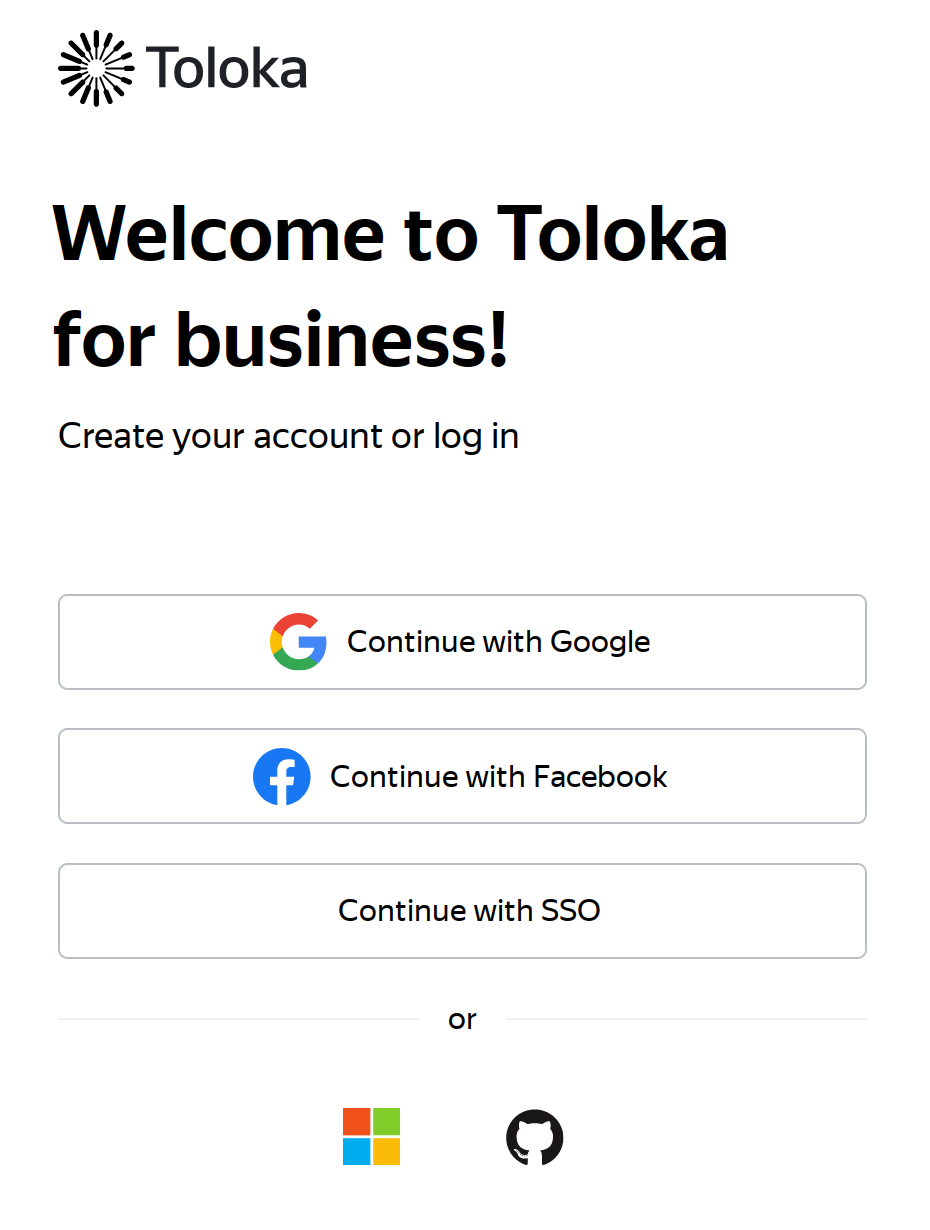 Toloka
Welcome to Toloka
for business!
Create your account or log in
Continue with Google
Continue with Facebook
Continue with SSO
or